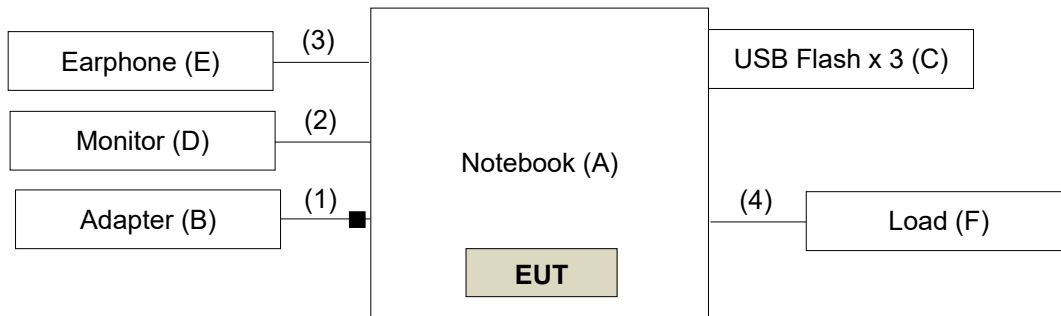 Earphone (E)
(3)
USB Flash x 3 (C)
Monitor (D)
(2)
Notebook (A)
Adapter (B)
(1)
(4)
Load (F)
EUT